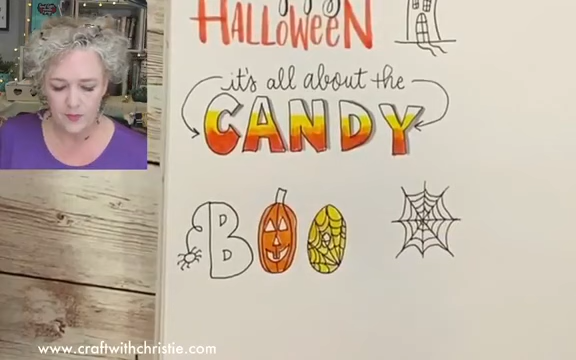 HALLOWEEN
it's all about the
CANDY
BOO
www.craftwithchristie.com